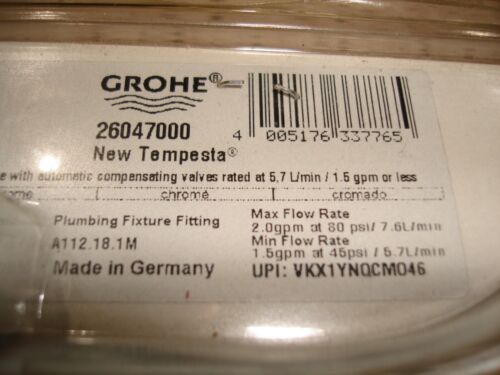 GROHE®
26047000
4 005176 337765
New Tempesta®
e with automatic compensating valves rated at 5,7 L/min / 1.5 gpm or less
ome chromé cromado
Plumbing Fixture Fitting
A112.18.1M
Made in Germany
Max Flow Rate
2.0gpm at 80 psi/ 7.6L/min
Min Flow Rate
1.5gpm at 45psi / 5.7L/min
UPI: VKX1YNQCM046